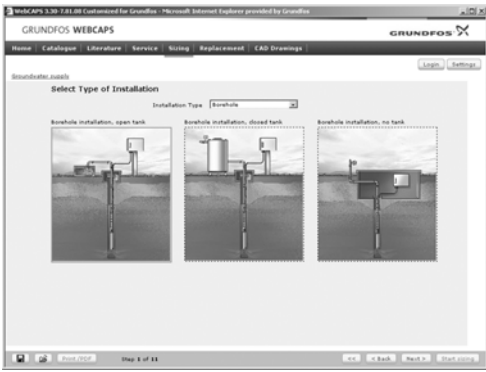 WebCAPS 3.30-7.01.08 Customized for Grundfos - Microsoft Internet Explorer provided by Grundfos
GRUNDFOS WEBCAPS
GRUNDFOS
Home Catalogue Literature Service Sizing Replacement CAD Drawings
Login Settings
Groundwater supply
Select Type of Installation
Installation Type Borehole
Borehole installation, open tank Borehole installation, closed tank Borehole installation, no tank
Print/PDF Step 1 of 11 << < Back Next > Start sizing